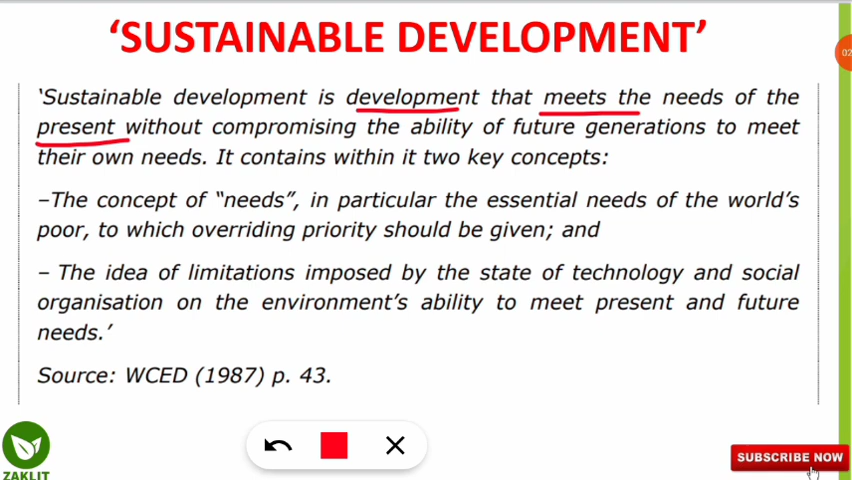 ‘SUSTAINABLE DEVELOPMENT’
02
‘Sustainable development is development that meets the needs of the
present without compromising the ability of future generations to meet
their own needs. It contains within it two key concepts:
–The concept of “needs”, in particular the essential needs of the world’s
poor, to which overriding priority should be given; and
– The idea of limitations imposed by the state of technology and social
organisation on the environment’s ability to meet present and future
needs.’
Source: WCED (1987) p. 43.
ZAKLIT
SUBSCRIBE NOW